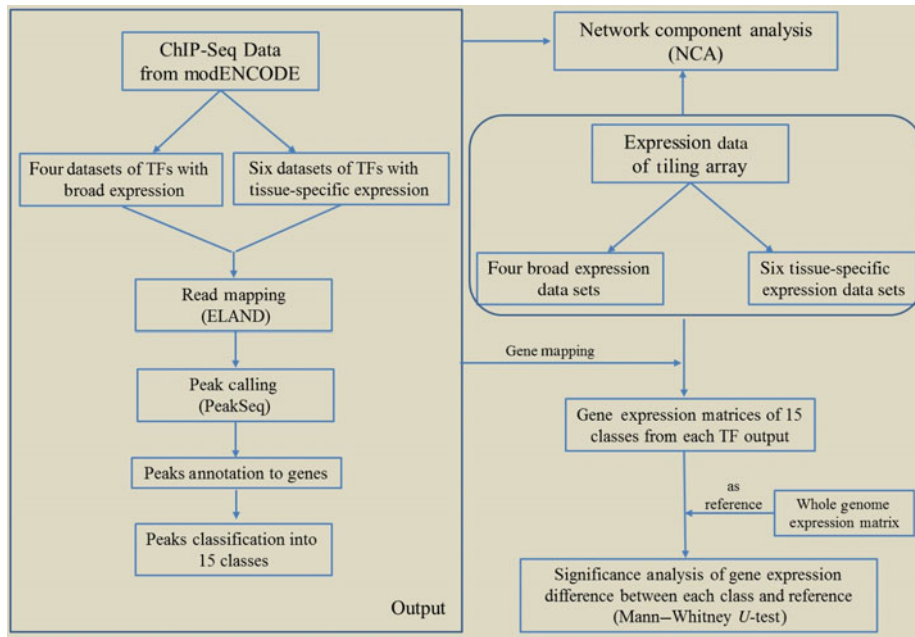 ChIP-Seq Data
from modENCODE
Four datasets of TFs with
broad expression
Six datasets of TFs with
tissue-specific expression
Read mapping
(ELAND)
Peak calling
(PeakSeq)
Peaks annotation to genes
Peaks classification into
15 classes
Output
Network component analysis
(NCA)
Expression data
of tiling array
Four broad expression
data sets
Six tissue-specific
expression data sets
Gene mapping
Gene expression matrices of 15
classes from each TF output
as
reference
Whole genome
expression matrix
Significance analysis of gene expression
difference between each class and reference
(Mann–Whitney U-test)